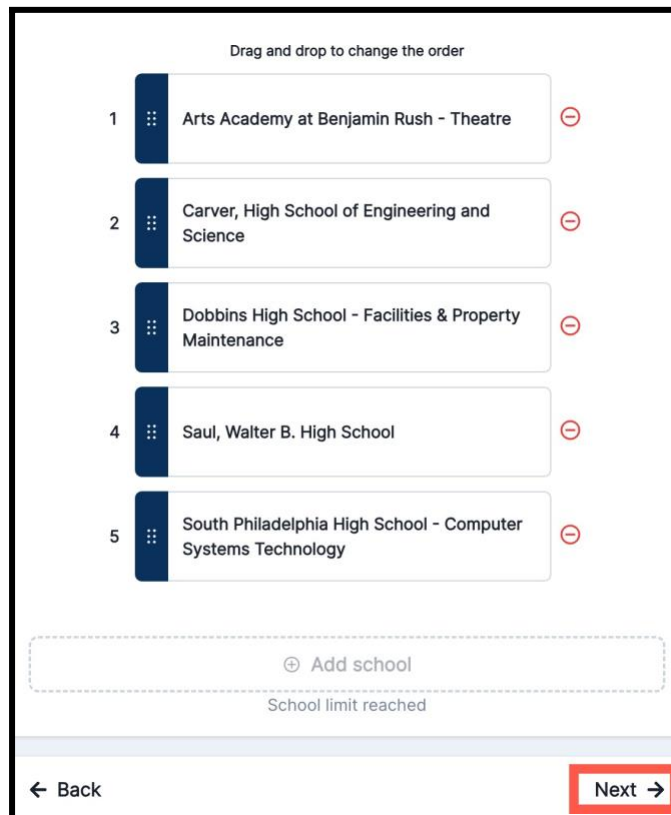 Drag and drop to change the order
1 Arts Academy at Benjamin Rush - Theatre
2 Carver, High School of Engineering and
Science
3 Dobbins High School - Facilities & Property
Maintenance
4 Saul, Walter B. High School
5 South Philadelphia High School - Computer
Systems Technology
Add school
School limit reached
Back
Next